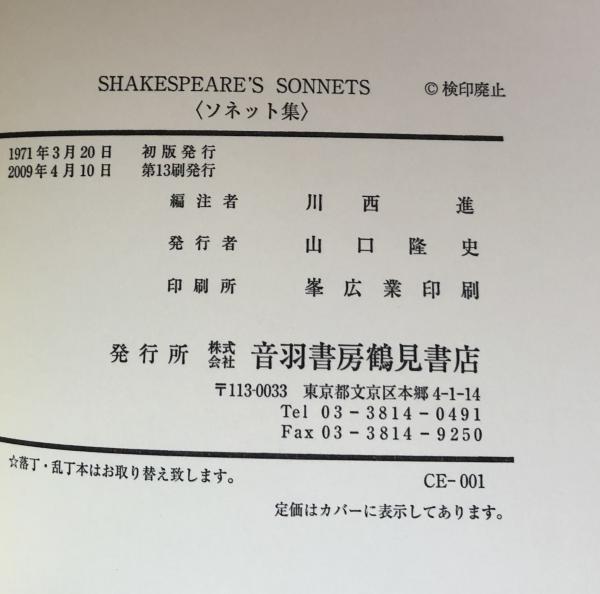 SHAKESPEARE'S SONNETS ©検印廃止
〈ソネット集〉
1971年3月20日 初版発行
2009年4月10日 第13刷発行
編注者 川西進
発行者 山口隆史
印刷所 峯広業印刷
発行所 株式会社 音羽書房鶴見書店
〒113-0033 東京都文京区本郷4-1-14
Tel 03-3814-0491
Fax 03-3814-9250
☆落丁・乱丁本はお取り替え致します。 CE-001
定価はカバーに表示してあります。